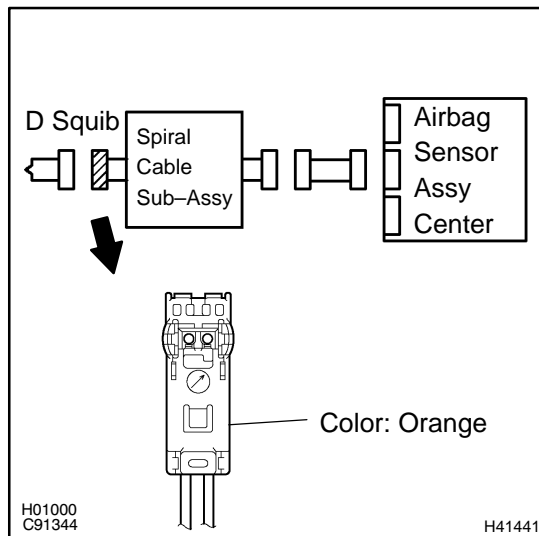 D Squib
Spiral
Cable
Sub–Assy
Airbag
Sensor
Assy
Center
Color: Orange
H01000
C91344
H41441